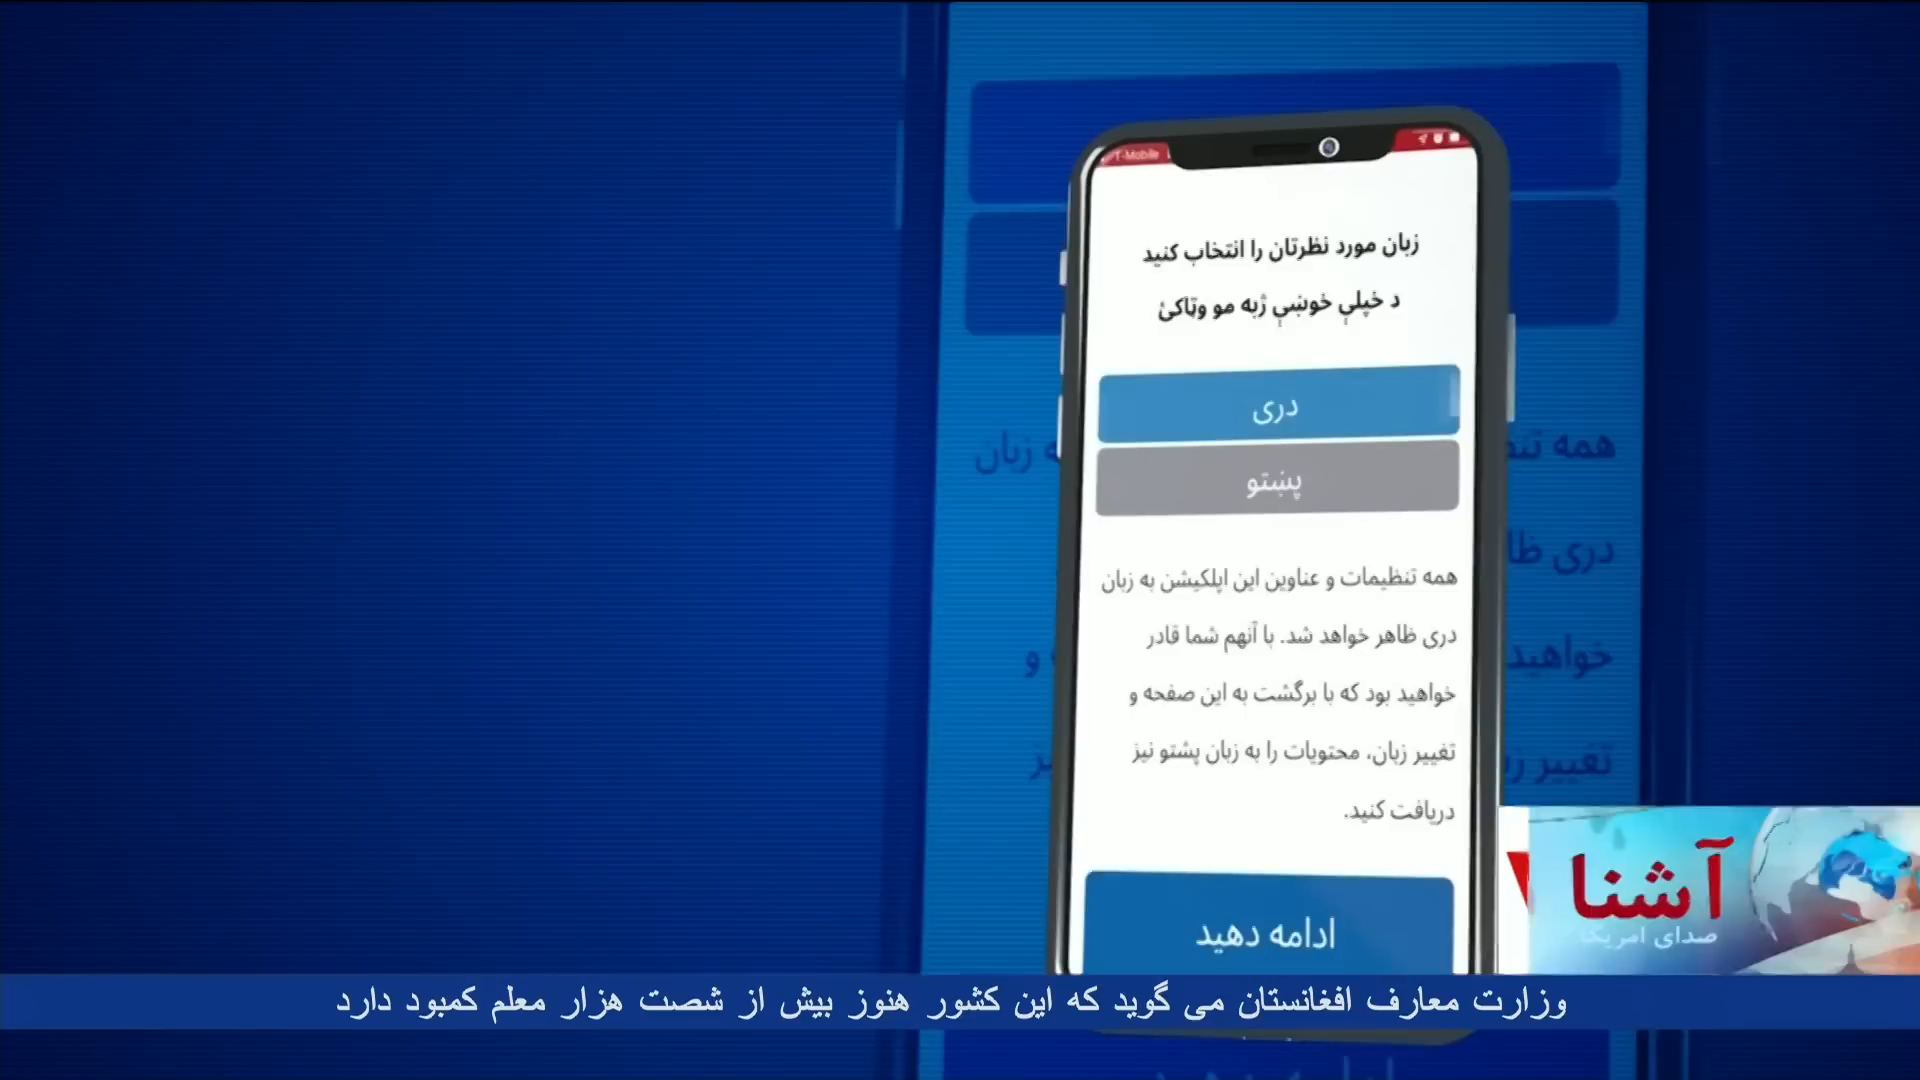 T-Mobile
زبان مورد نظرتان را انتخاب کنید
د خپلې خوښې ژبه مو وټاکئ
دری
پښتو
همه تنظیمات و عناوین این اپلکیشن به زبان
دری ظاهر خواهد شد. با آنهم شما قادر
خواهید بود که با برگشت به این صفحه و
تغییر زبان، محتویات را به زبان پشتو نیز
دریافت کنید.
ادامه دهید
آشنا
صدای امریکا
وزارت معارف افغانستان می گوید که این کشور هنوز بیش از شصت هزار معلم کمبود دارد